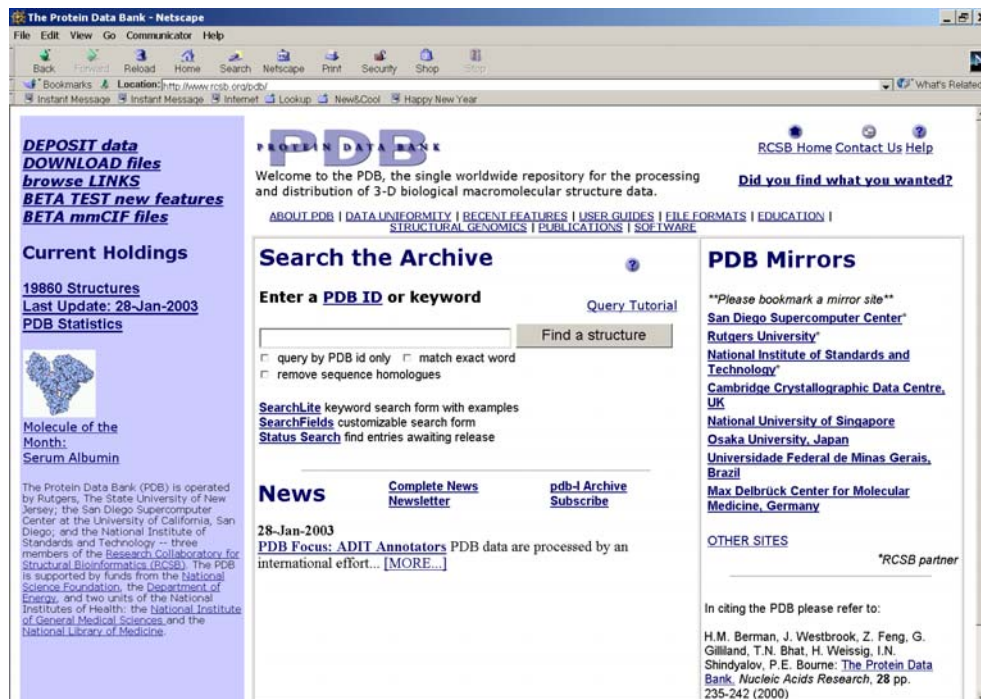 The Protein Data Bank - Netscape
File Edit View Go Communicator Help
Back Forward Reload Home Search Netscape Print Security Shop Stop
Bookmarks Location: http://www.rcsb.org/pdb/ What's Related
Instant Message Instant Message Internet Lookup New&Cool Happy New Year
DEPOSIT data
DOWNLOAD files
browse LINKS
BETA TEST new features
BETA mmCIF files
Current Holdings
19860 Structures
Last Update: 28-Jan-2003
PDB Statistics
Molecule of the
Month:
Serum Albumin
The Protein Data Bank (PDB) is operated
by Rutgers, The State University of New
Jersey; the San Diego Supercomputer
Center at the University of California, San
Diego; and the National Institute of
Standards and Technology -- three
members of the Research Collaboratory for
Structural Bioinformatics (RCSB). The PDB
is supported by funds from the National
Science Foundation, the Department of
Energy, and two units of the National
Institutes of Health: the National Institute
of General Medical Sciences and the
National Library of Medicine.
PDB
PROTEIN DATA BANK
Welcome to the PDB, the single worldwide repository for the processing
and distribution of 3-D biological macromolecular structure data.
RCSB Home Contact Us Help
Did you find what you wanted?
ABOUT PDB | DATA UNIFORMITY | RECENT FEATURES | USER GUIDES | FILE FORMATS | EDUCATION |
STRUCTURAL GENOMICS | PUBLICATIONS | SOFTWARE
Search the Archive
Enter a PDB ID or keyword
Query Tutorial
Find a structure
query by PDB id only match exact word
remove sequence homologues
SearchLite keyword search form with examples
SearchFields customizable search form
Status Search find entries awaiting release
News
Complete News pdb-l Archive
Newsletter Subscribe
28-Jan-2003
PDB Focus: ADIT Annotators PDB data are processed by an
international effort... [MORE...]
PDB Mirrors
**Please bookmark a mirror site**
San Diego Supercomputer Center*
Rutgers University*
National Institute of Standards and
Technology*
Cambridge Crystallographic Data Centre,
UK
National University of Singapore
Osaka University, Japan
Universidade Federal de Minas Gerais,
Brazil
Max Delbrück Center for Molecular
Medicine, Germany
OTHER SITES
*RCSB partner
In citing the PDB please refer to:
H.M. Berman, J. Westbrook, Z. Feng, G.
Gilliland, T.N. Bhat, H. Weissig, I.N.
Shindyalov, P.E. Bourne: The Protein Data
Bank. Nucleic Acids Research, 28 pp.
235-242 (2000)